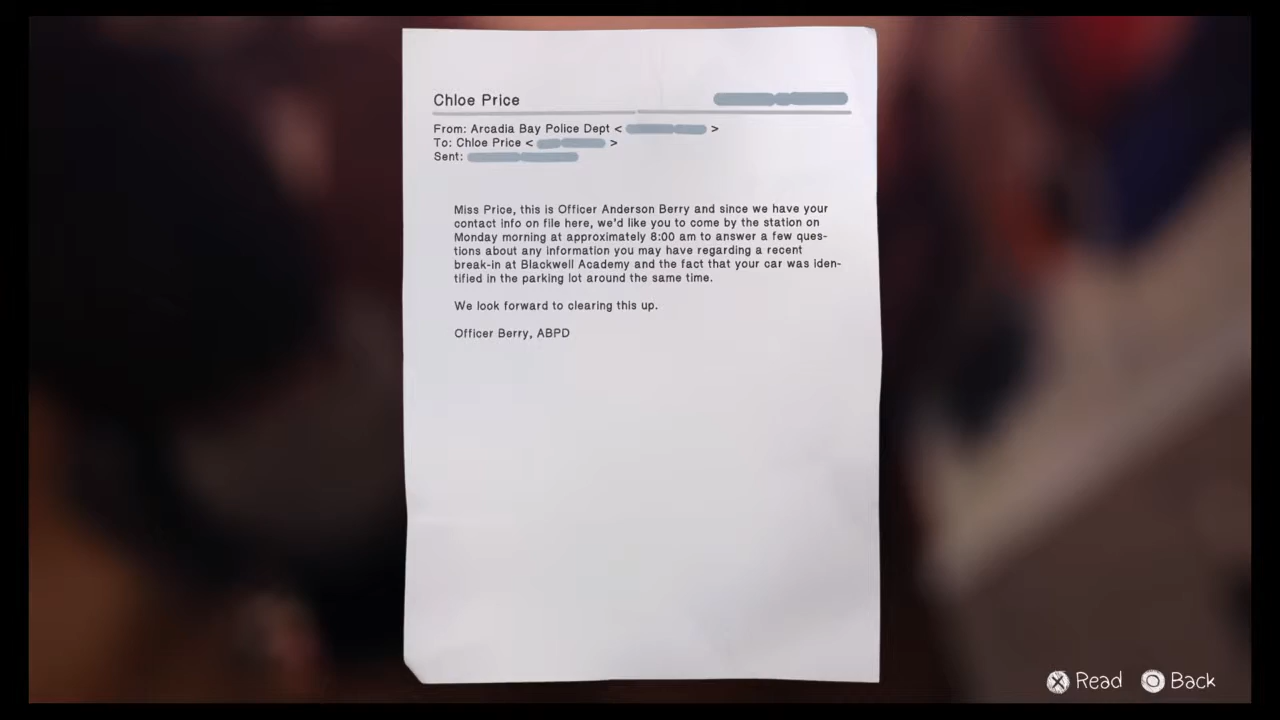 Chloe Price
From: Arcadia Bay Police Dept < >
To: Chloe Price < >
Sent:
Miss Price, this is Officer Anderson Berry and since we have your
contact info on file here, we'd like you to come by the station on
Monday morning at approximately 8:00 am to answer a few ques-
tions about any information you may have regarding a recent
break-in at Blackwell Academy and the fact that your car was iden-
tified in the parking lot around the same time.
We look forward to clearing this up.
Officer Berry, ABPD
Read Back